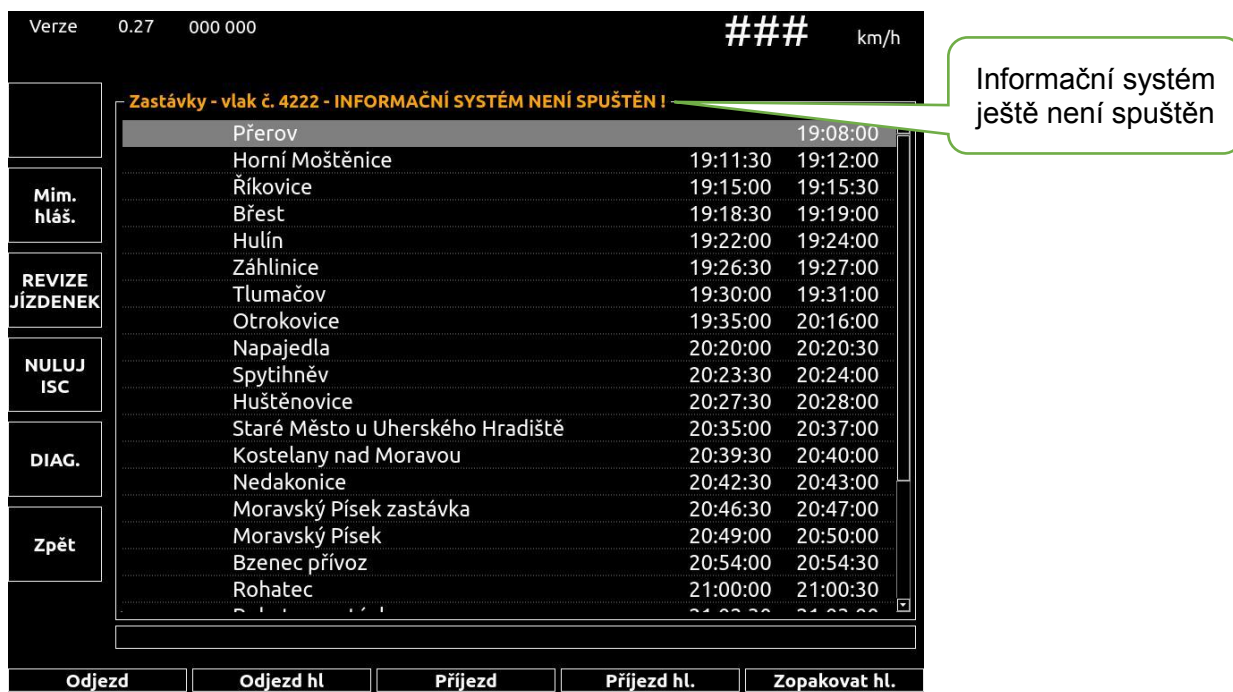 Verze 0.27 000 000 ### km/h
Informační systém
ještě není spuštěn
Zastávky - vlak č. 4222 - INFORMAČNÍ SYSTÉM NENÍ SPUŠTĚN !
Přerov 19:08:00
Horní Moštěnice 19:11:30 19:12:00
Říkovice 19:15:00 19:15:30
Břest 19:18:30 19:19:00
Hulín 19:22:00 19:24:00
Záhlinice 19:26:30 19:27:00
Tlumačov 19:30:00 19:31:00
Otrokovice 19:35:00 20:16:00
Napajedla 20:20:00 20:20:30
Spytihněv 20:23:30 20:24:00
Huštěnovice 20:27:30 20:28:00
Staré Město u Uherského Hradiště 20:35:00 20:37:00
Kostelany nad Moravou 20:39:30 20:40:00
Nedakonice 20:42:30 20:43:00
Moravský Písek zastávka 20:46:30 20:47:00
Moravský Písek 20:49:00 20:50:00
Bzenec přívoz 20:54:00 20:54:30
Rohatec 21:00:00 21:00:30
Mim.
hláš.
REVIZE
JÍZDENEK
NULUJ
ISC
DIAG.
Zpět
Odjezd Odjezd hl Příjezd Příjezd hl. Zopakovat hl.